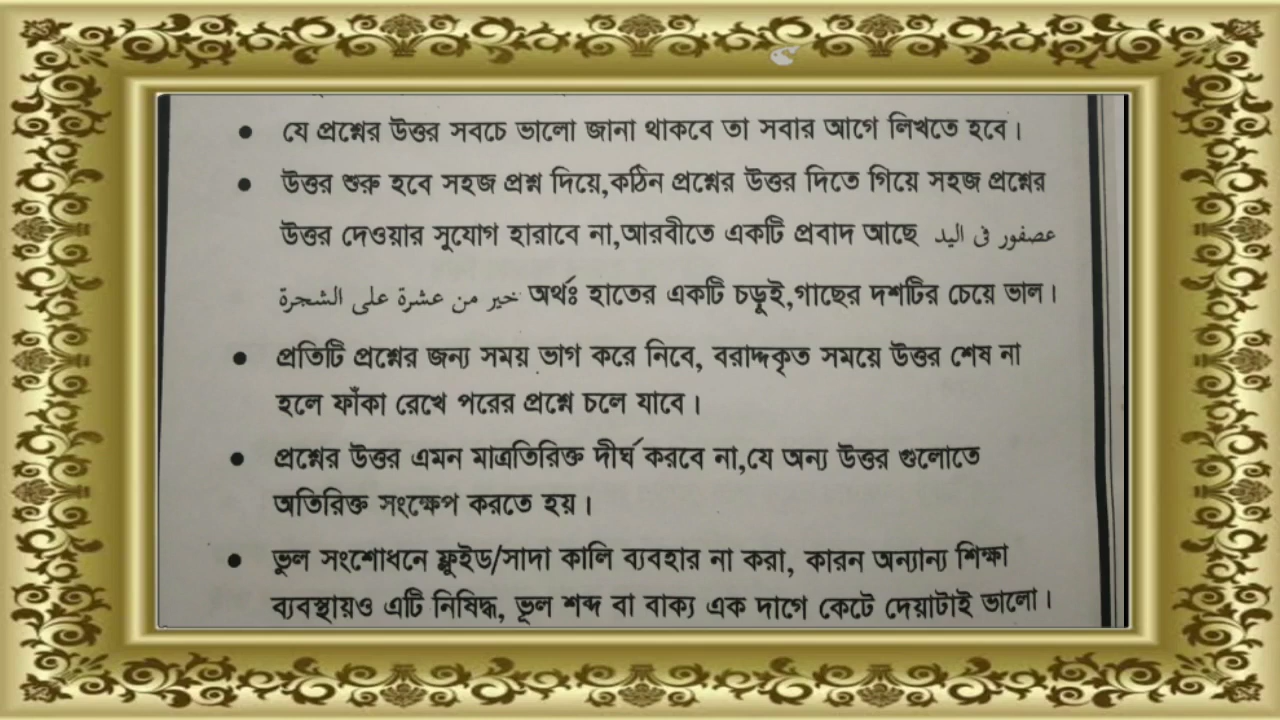 • যে প্রশ্নের উত্তর সবচে ভালো জানা থাকবে তা সবার আগে লিখতে হবে।
• উত্তর শুরু হবে সহজ প্রশ্ন দিয়ে,কঠিন প্রশ্নের উত্তর দিতে গিয়ে সহজ প্রশ্নের
উত্তর দেওয়ার সুযোগ হারাবে না,আরবীতে একটি প্রবাদ আছে عصفور فى اليد
خير من عشرة على الشجرة অর্থঃ হাতের একটি চড়ুই,গাছের দশটির চেয়ে ভাল।
• প্রতিটি প্রশ্নের জন্য সময় ভাগ করে নিবে, বরাদ্দকৃত সময়ে উত্তর শেষ না
হলে ফাঁকা রেখে পরের প্রশ্নে চলে যাবে।
• প্রশ্নের উত্তর এমন মাত্রতিরিক্ত দীর্ঘ করবে না,যে অন্য উত্তর গুলোতে
অতিরিক্ত সংক্ষেপ করতে হয়।
• ভুল সংশোধনে ফ্লুইড/সাদা কালি ব্যবহার না করা, কারন অন্যান্য শিক্ষা
ব্যবস্থায়ও এটি নিষিদ্ধ, ভূল শব্দ বা বাক্য এক দাগে কেটে দেয়াটাই ভালো।